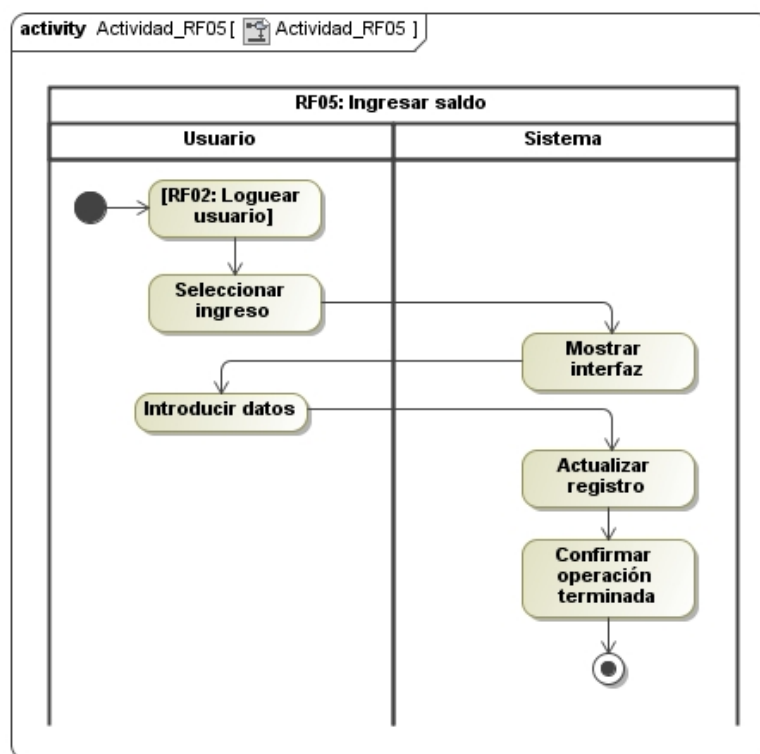 activity Actividad_RF05[ Actividad_RF05 ]
RF05: Ingresar saldo
Usuario
Sistema
[RF02: Loguear
usuario]
Seleccionar
ingreso
Mostrar
interfaz
Introducir datos
Actualizar
registro
Confirmar
operación
terminada